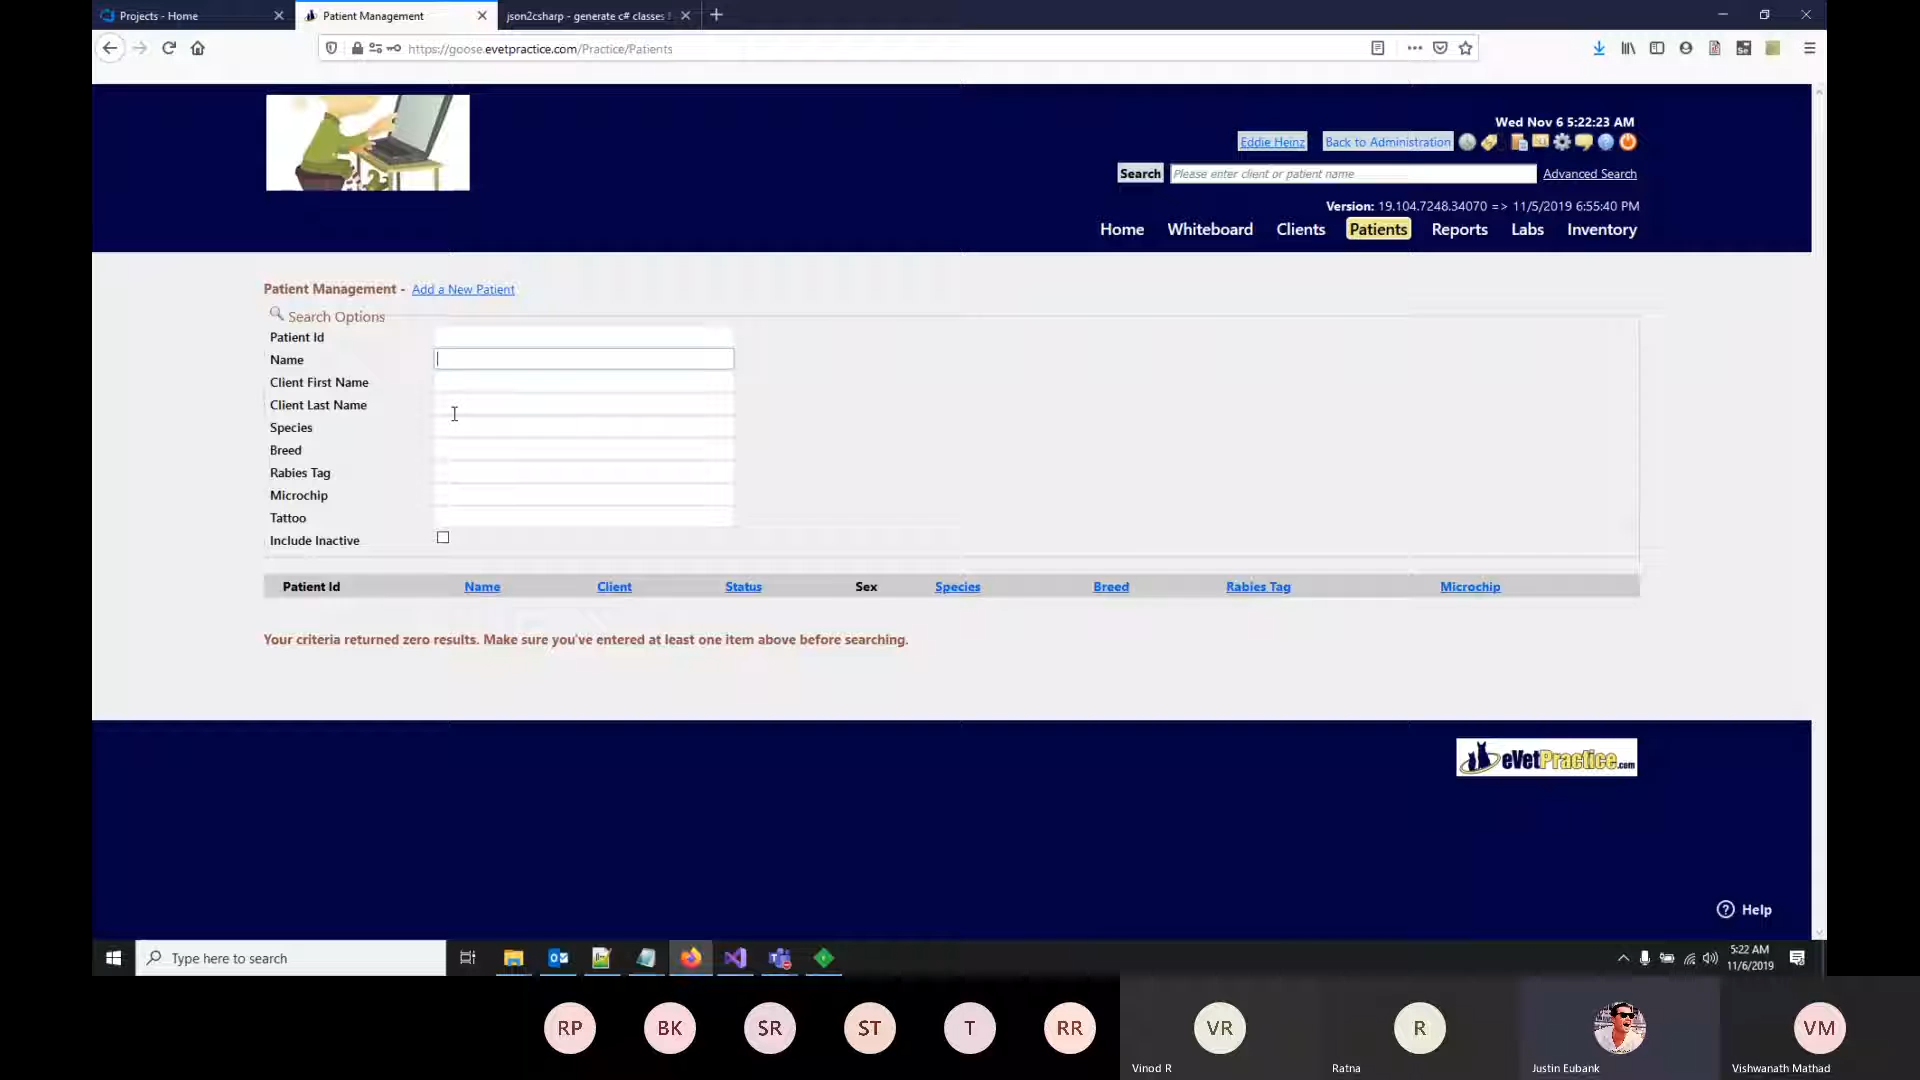 Projects - Home
Patient Management
json2csharp - generate c# classes
https://goose.evetpractice.com/Practice/Patients
Wed Nov 6 5:22:23 AM
Eddie Heinz Back to Administration
Search Please enter client or patient name Advanced Search
Version: 19.104.7248.34070 => 11/5/2019 6:55:40 PM
Home Whiteboard Clients Patients Reports Labs Inventory
Patient Management - Add a New Patient
Search Options
Patient Id
Name
Client First Name
Client Last Name
Species
Breed
Rabies Tag
Microchip
Tattoo
Include Inactive
Patient Id Name Client Status Sex Species Breed Rabies Tag Microchip
Your criteria returned zero results. Make sure you've entered at least one item above before searching.
eVetPractice.com
Help
Type here to search
5:22 AM
11/6/2019
RP BK SR ST T RR VR R VM
Vinod R Ratna Justin Eubank Vishwanath Mathad